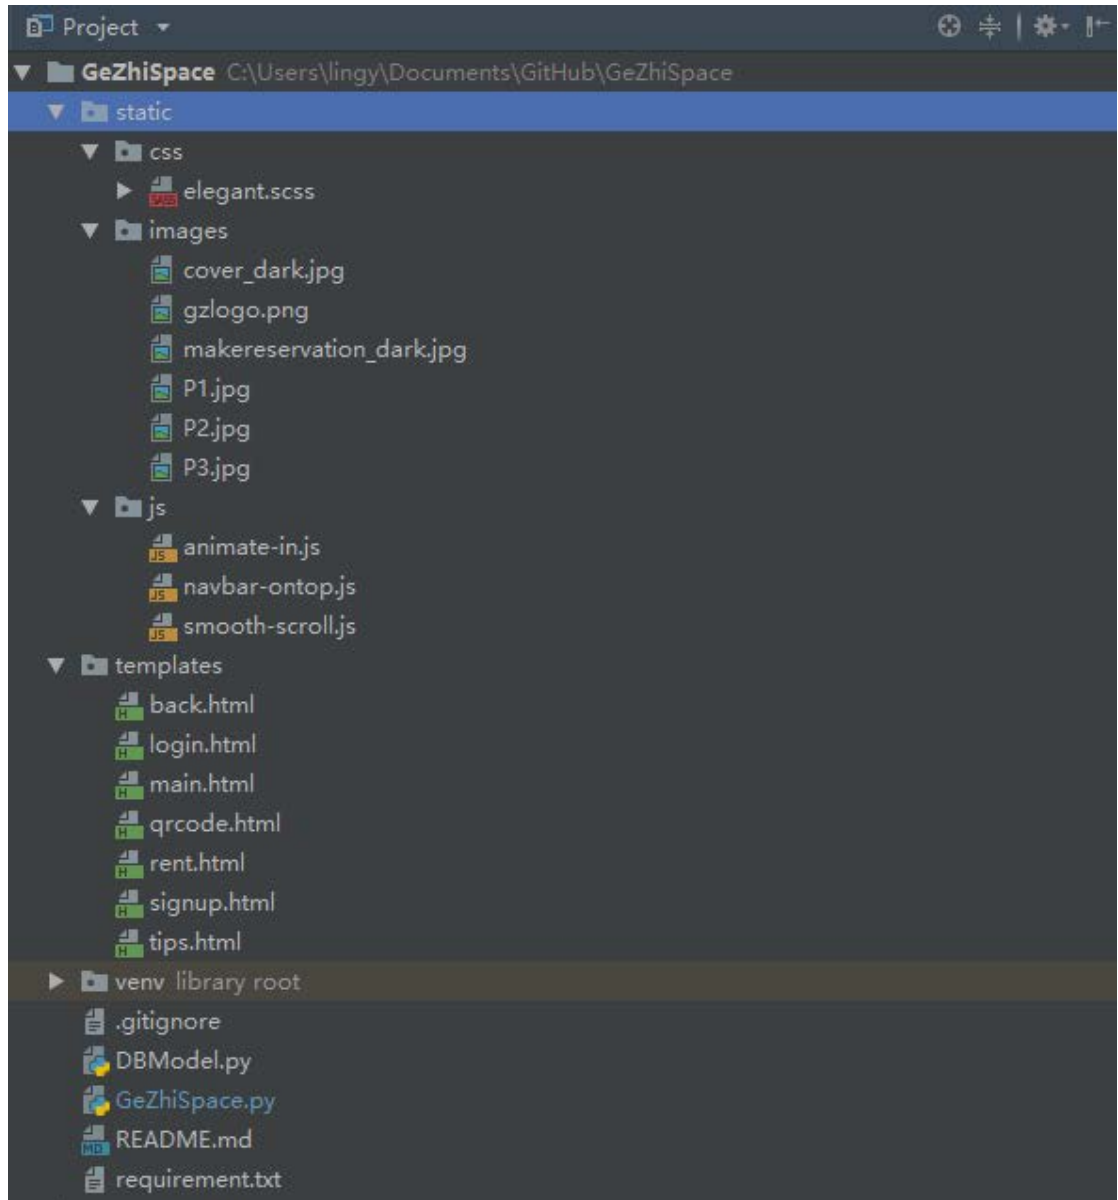 Project
GeZhiSpace C:\Users\lingy\Documents\GitHub\GeZhiSpace
static
css
elegant.scss
images
cover_dark.jpg
gzlogo.png
makereservation_dark.jpg
P1.jpg
P2.jpg
P3.jpg
js
animate-in.js
navbar-ontop.js
smooth-scroll.js
templates
back.html
login.html
main.html
qrcode.html
rent.html
signup.html
tips.html
venv library root
.gitignore
DBModel.py
GeZhiSpace.py
README.md
requirement.txt